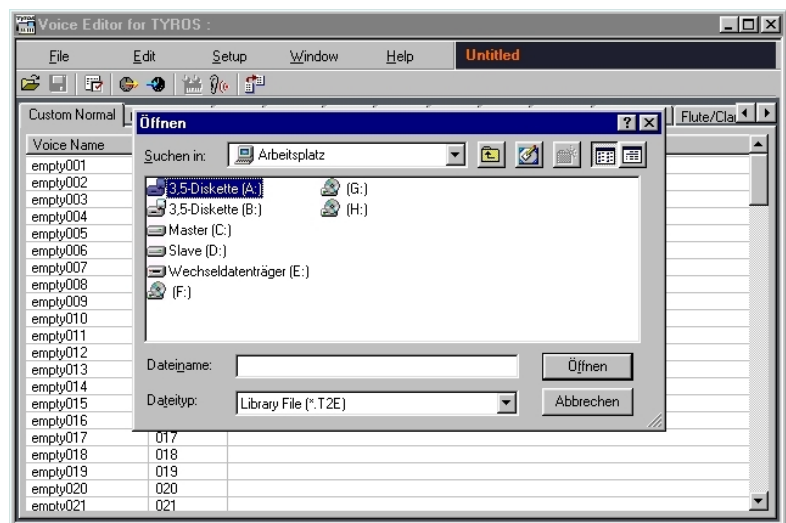 Voice Editor for TYROS :
File Edit Setup Window Help Untitled
Custom Normal Flute/Cla
Öffnen
Voice Name
Suchen in: Arbeitsplatz
3,5-Diskette (A:)
3,5-Diskette (B:)
Master (C:)
Slave (D:)
Wechseldatenträger (E:)
(F:)
(G:)
(H:)
Dateiname: Öffnen
Dateityp: Library File (*.T2E) Abbrechen
empty001
empty002
empty003
empty004
empty005
empty006
empty007
empty008
empty009
empty010
empty011
empty012
empty013
empty014
empty015
empty016
empty017 017
empty018 018
empty019 019
empty020 020
empty021 021